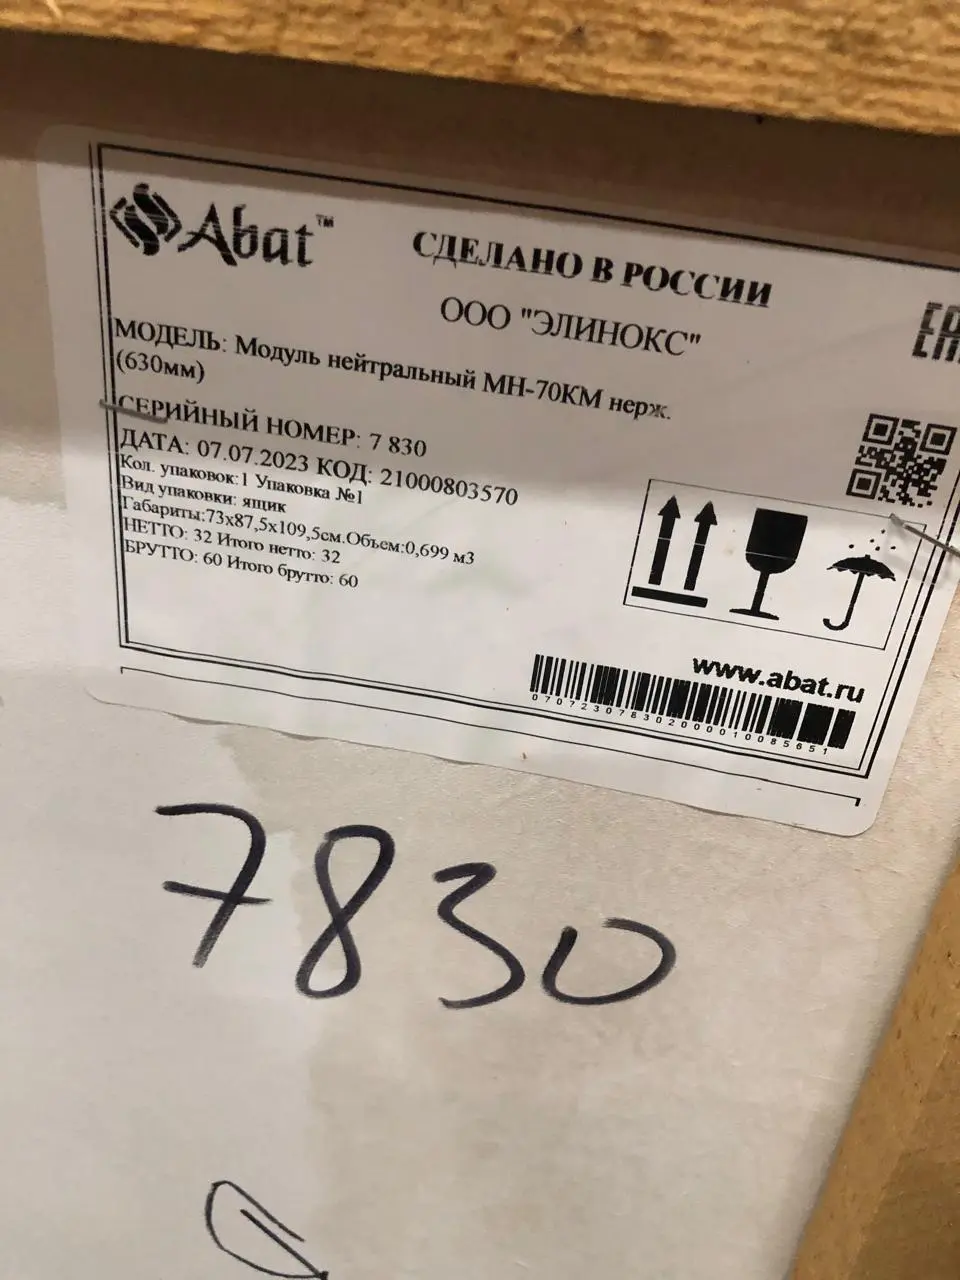 Abat™
СДЕЛАНО В РОССИИ
ООО "ЭЛИНОКС"
МОДЕЛЬ: Модуль нейтральный МН-70КМ нерж.
(630мм)
СЕРИЙНЫЙ НОМЕР: 7 830
ДАТА: 07.07.2023 КОД: 21000803570
Кол. упаковок:1 Упаковка №1
Вид упаковки: ящик
Габариты:73x87,5x109,5см.Объем:0,699 м3
НЕТТО: 32 Итого нетто: 32
БРУТТО: 60 Итого брутто: 60
www.abat.ru
0707230783020000010085651
7830